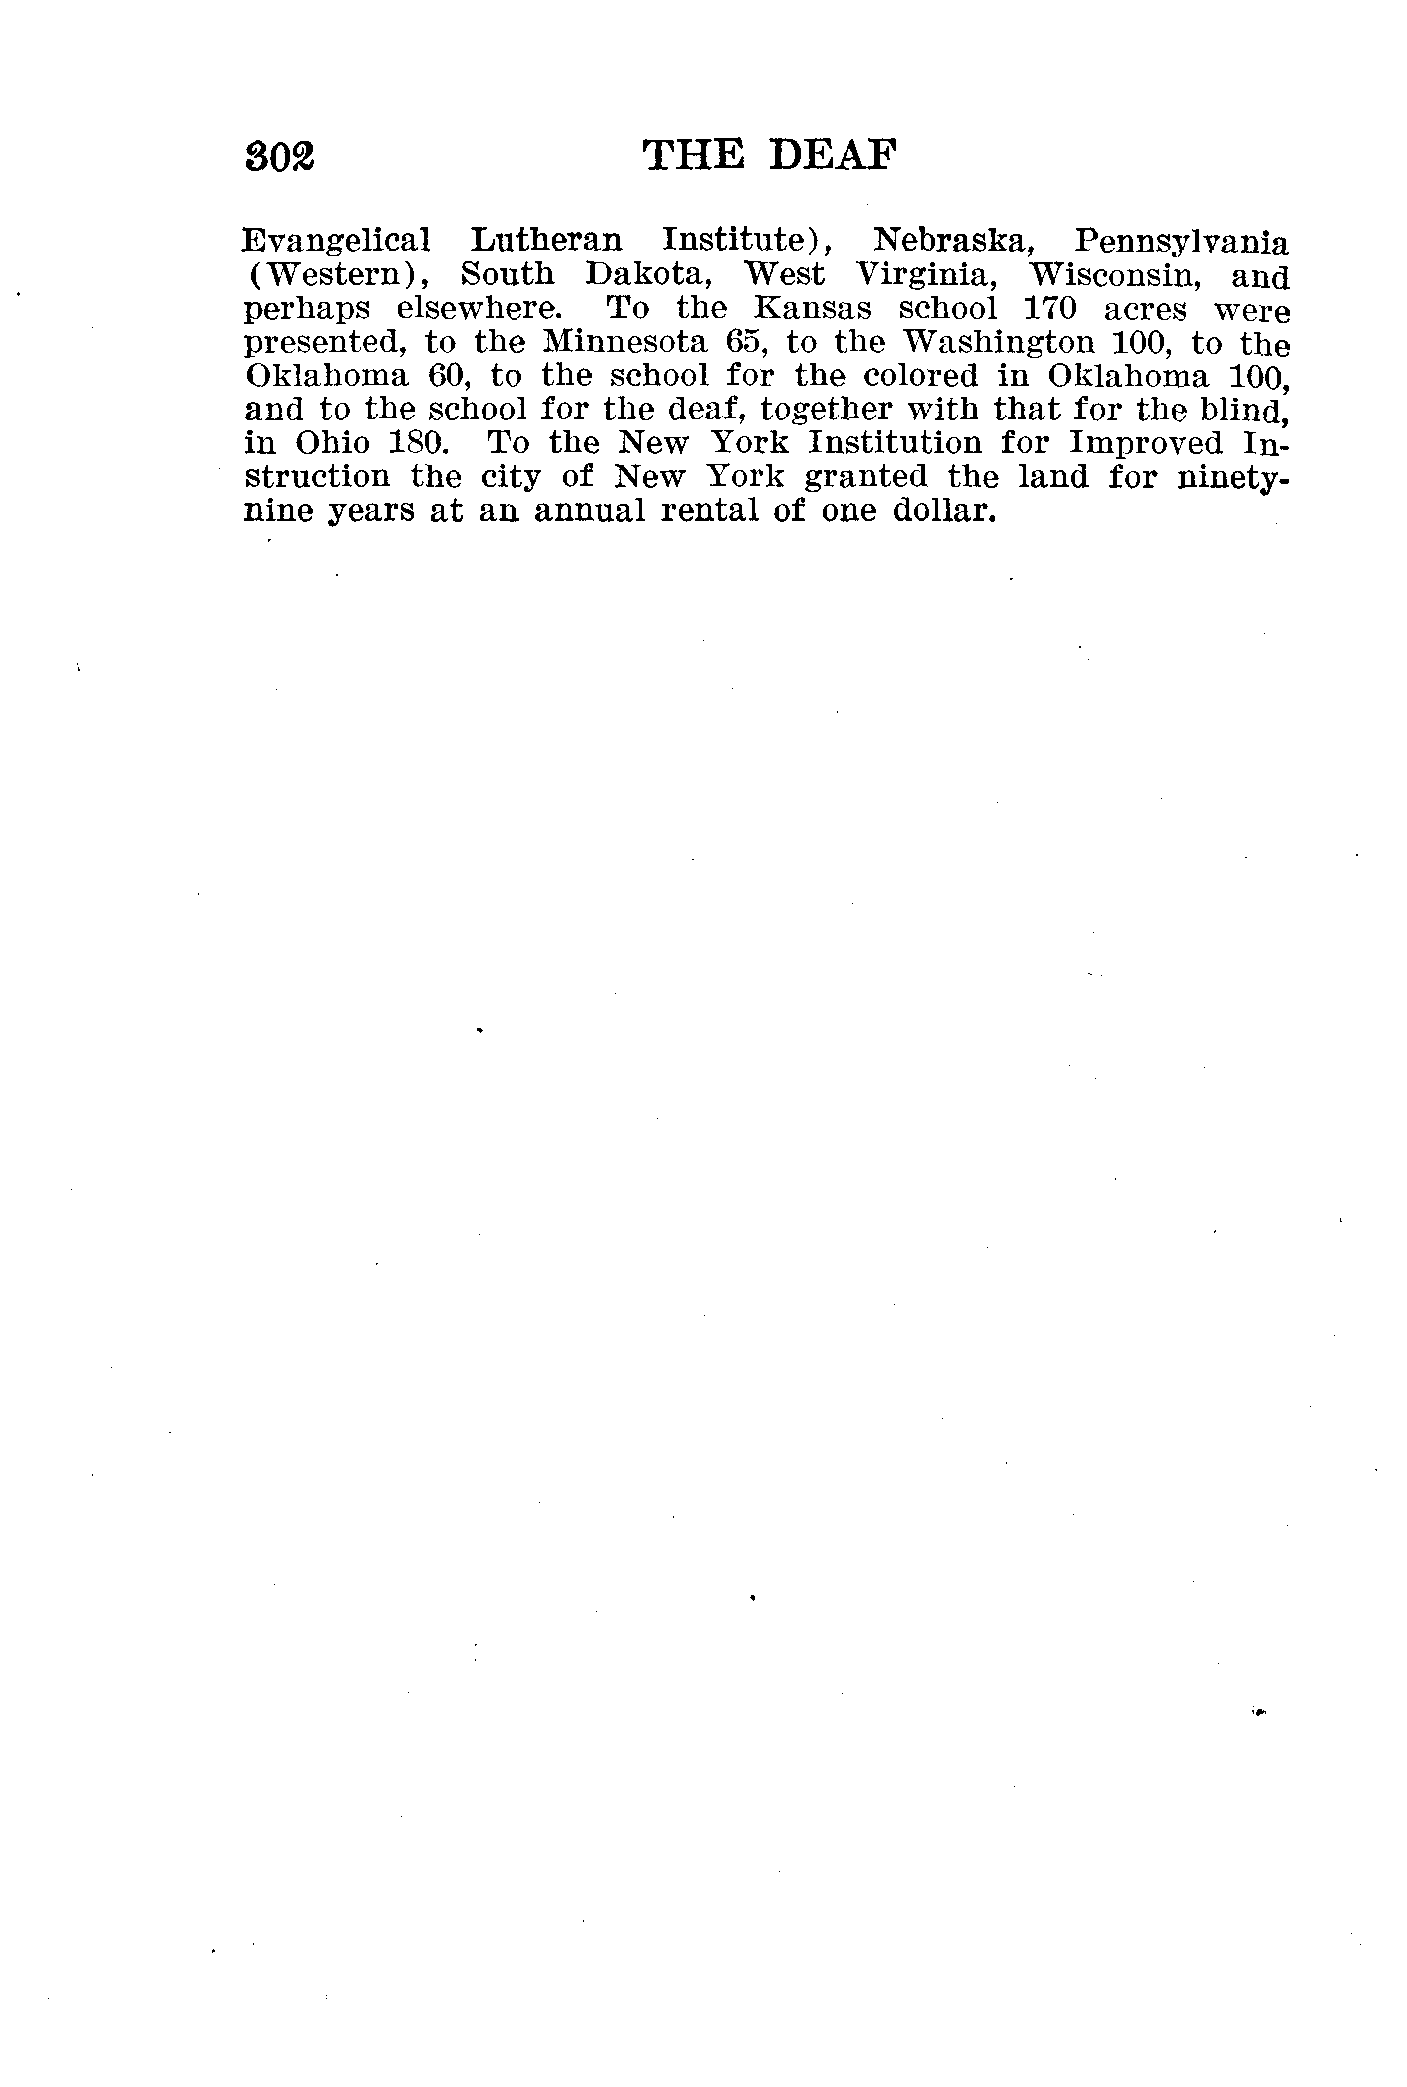 302 THE DEAF
Evangelical Lutheran Institute), Nebraska, Pennsylvania
(Western), South Dakota, West Virginia, Wisconsin, and
perhaps elsewhere. To the Kansas school 170 acres were
presented, to the Minnesota 65, to the Washington 100, to the
Oklahoma 60, to the school for the colored in Oklahoma 100,
and to the school for the deaf, together with that for the blind,
in Ohio 180. To the New York Institution for Improved In-
struction the city of New York granted the land for ninety-
nine years at an annual rental of one dollar.